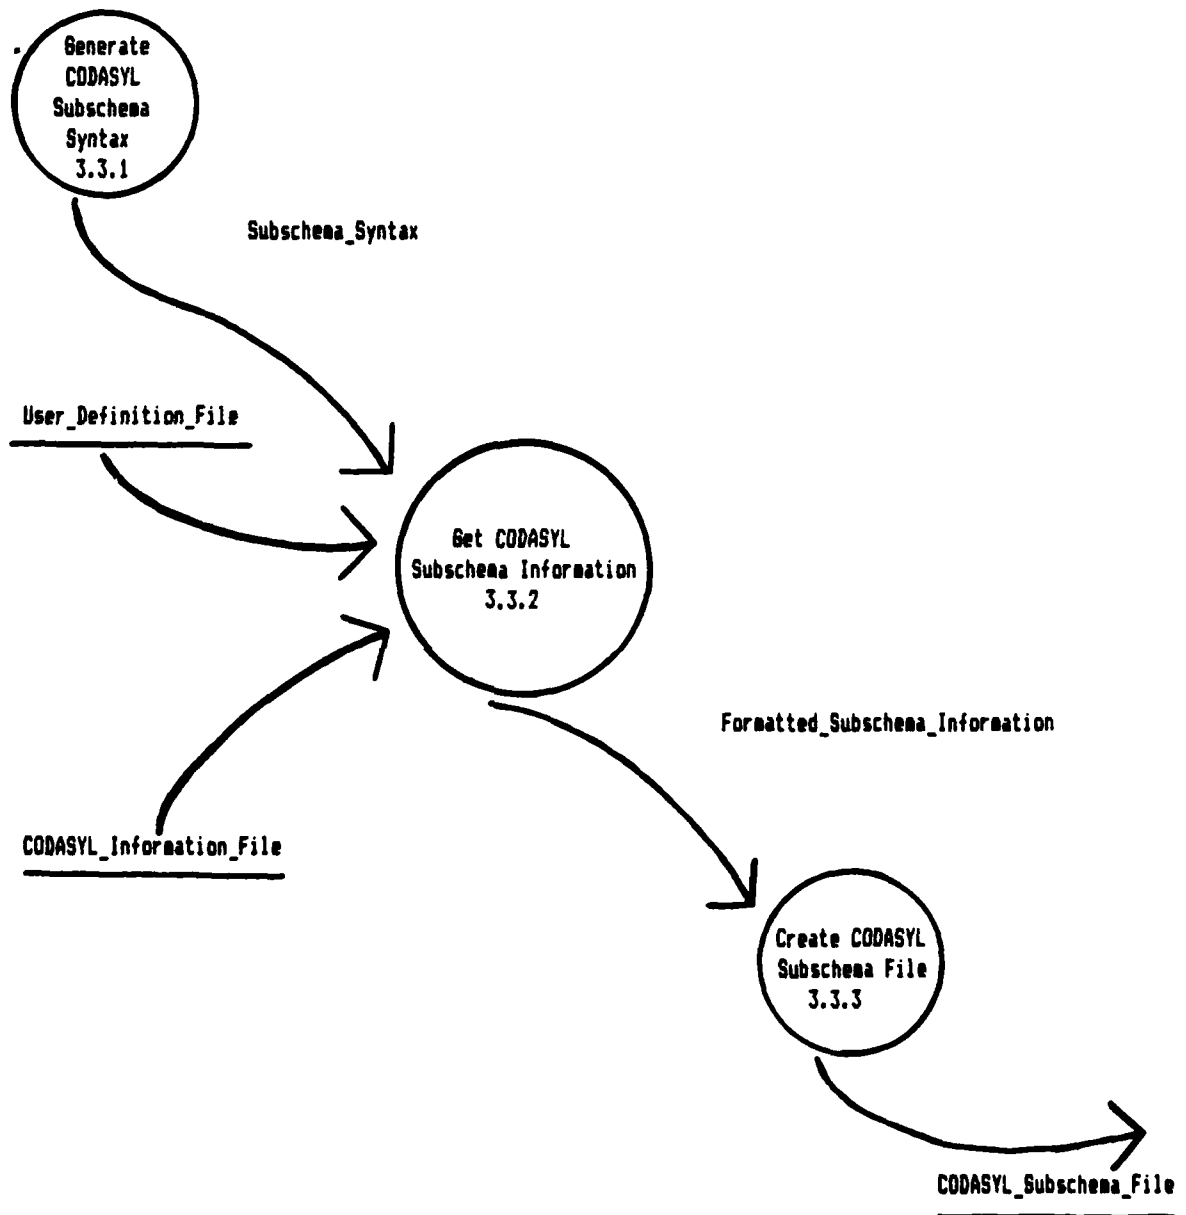 Generate
CODASYL
Subschema
Syntax
3.3.1
Subschema_Syntax
User_Definition_File
Get CODASYL
Subschema Information
3.3.2
Formatted_Subschema_Information
CODASYL_Information_File
Create CODASYL
Subschema File
3.3.3
CODASYL_Subschema_File